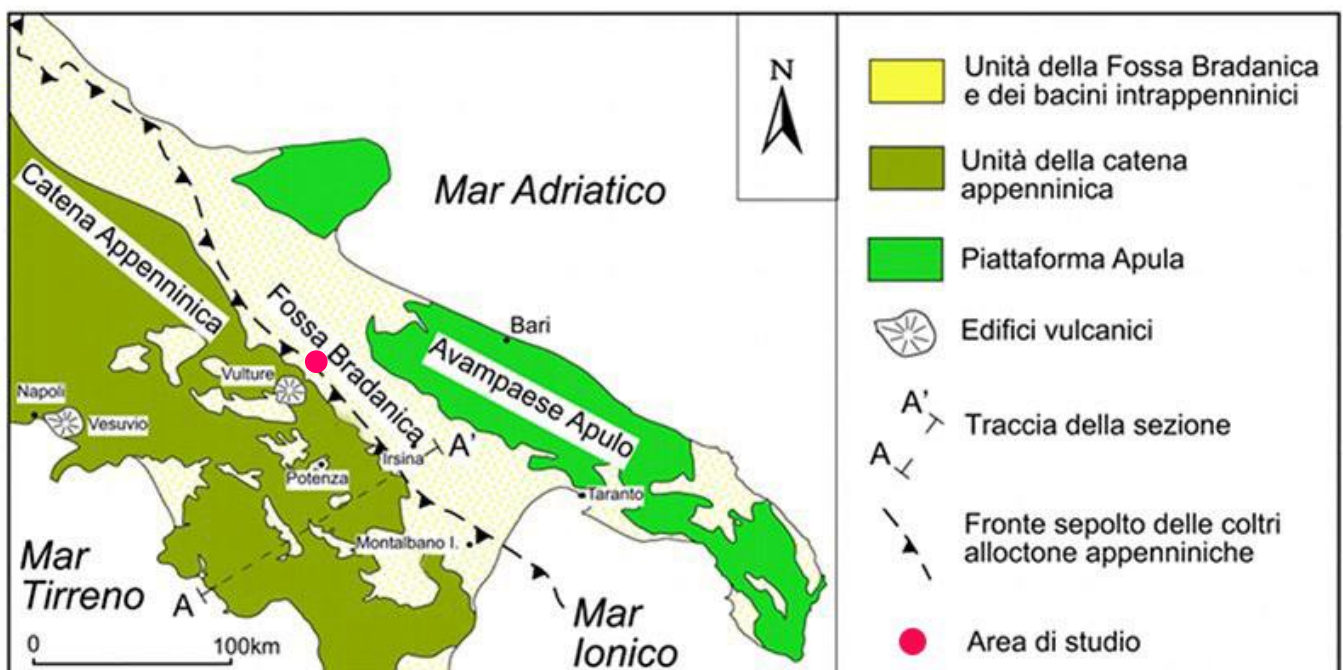 N
Mar Adriatico
Catena Appenninica
Fossa Bradanica
Bari
Avampaese Apulo
Vulture
Napoli
Vesuvio
A'
Irsina
Potenza
Taranto
Montalbano I.
Mar
Tirreno
A
Mar
Ionico
0 100km
Unità della Fossa Bradanica
e dei bacini intrappenninici
Unità della catena
appenninica
Piattaforma Apula
Edifici vulcanici
A'
Traccia della sezione
A
Fronte sepolto delle coltri
alloctone appenniniche
Area di studio